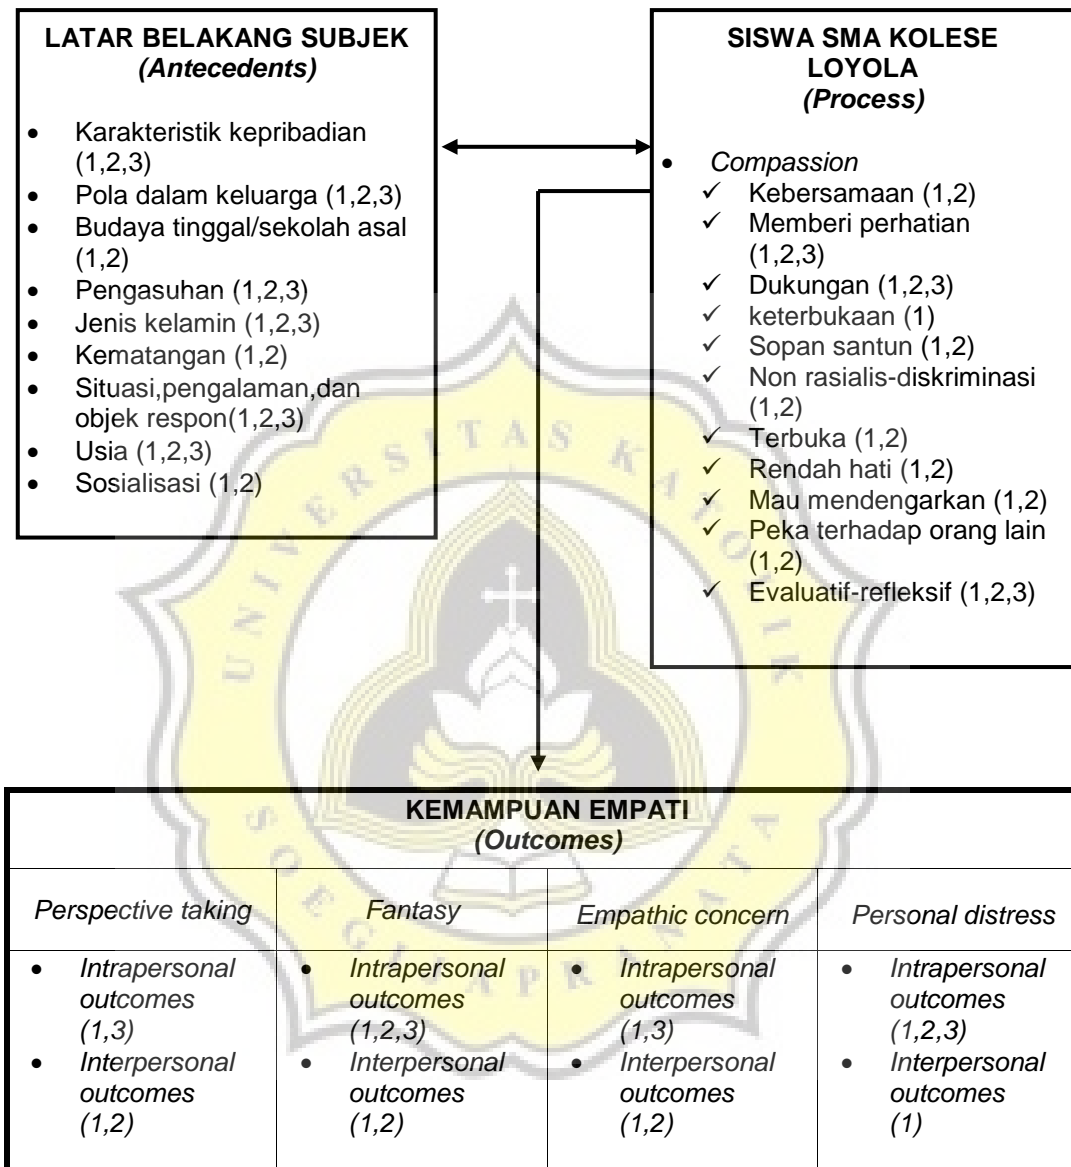 LATAR BELAKANG SUBJEK
(Antecedents)
• Karakteristik kepribadian
(1,2,3)
• Pola dalam keluarga (1,2,3)
• Budaya tinggal/sekolah asal
(1,2)
• Pengasuhan (1,2,3)
• Jenis kelamin (1,2,3)
• Kematangan (1,2)
• Situasi,pengalaman,dan
objek respon(1,2,3)
• Usia (1,2,3)
• Sosialisasi (1,2)
SISWA SMA KOLESE
LOYOLA
(Process)
• Compassion
✓ Kebersamaan (1,2)
✓ Memberi perhatian
(1,2,3)
✓ Dukungan (1,2,3)
✓ keterbukaan (1)
✓ Sopan santun (1,2)
✓ Non rasialis-diskriminasi
(1,2)
✓ Terbuka (1,2)
✓ Rendah hati (1,2)
✓ Mau mendengarkan (1,2)
✓ Peka terhadap orang lain
(1,2)
✓ Evaluatif-refleksif (1,2,3)
UNIVERSITAS KATOLIK
SOEGIJAPRANATA
KEMAMPUAN EMPATI
(Outcomes)
Perspective taking
• Intrapersonal
outcomes
(1,3)
• Interpersonal
outcomes
(1,2)
Fantasy
• Intrapersonal
outcomes
(1,2,3)
• Interpersonal
outcomes
(1,2)
Empathic concern
• Intrapersonal
outcomes
(1,3)
• Interpersonal
outcomes
(1,2)
Personal distress
• Intrapersonal
outcomes
(1,2,3)
• Interpersonal
outcomes
(1)